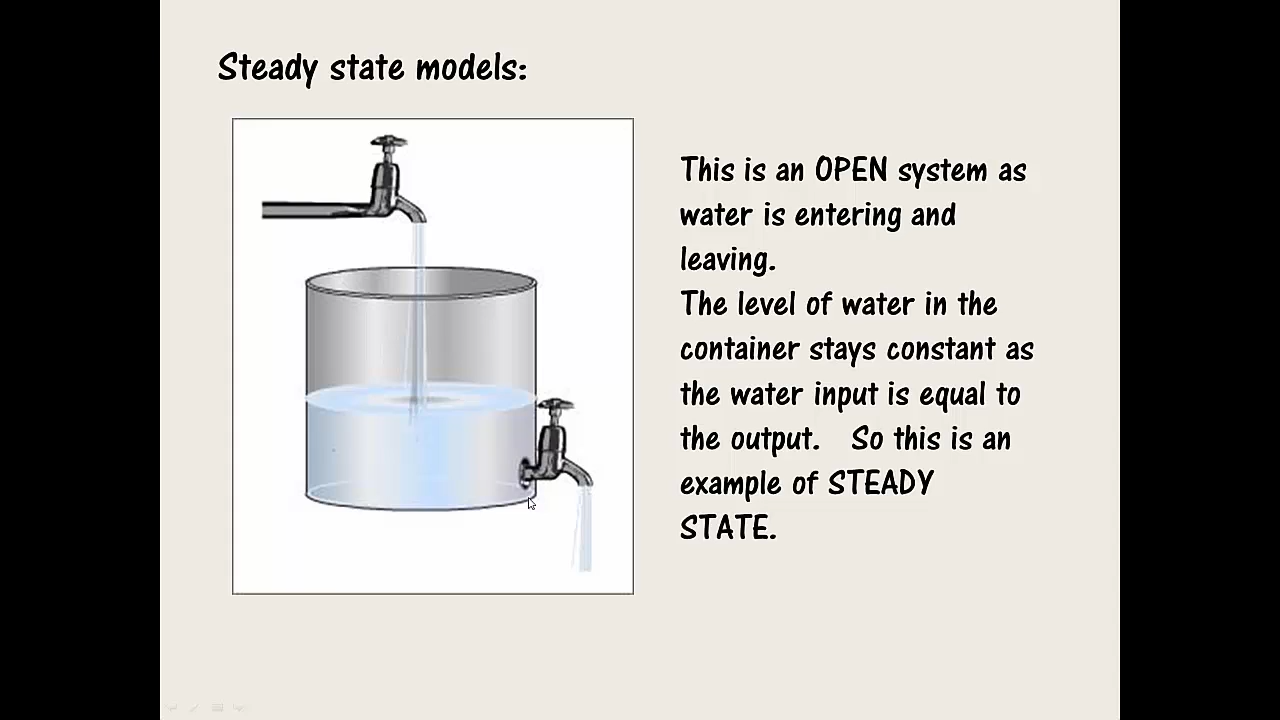 Steady state models:
This is an OPEN system as
water is entering and
leaving.
The level of water in the
container stays constant as
the water input is equal to
the output. So this is an
example of STEADY
STATE.